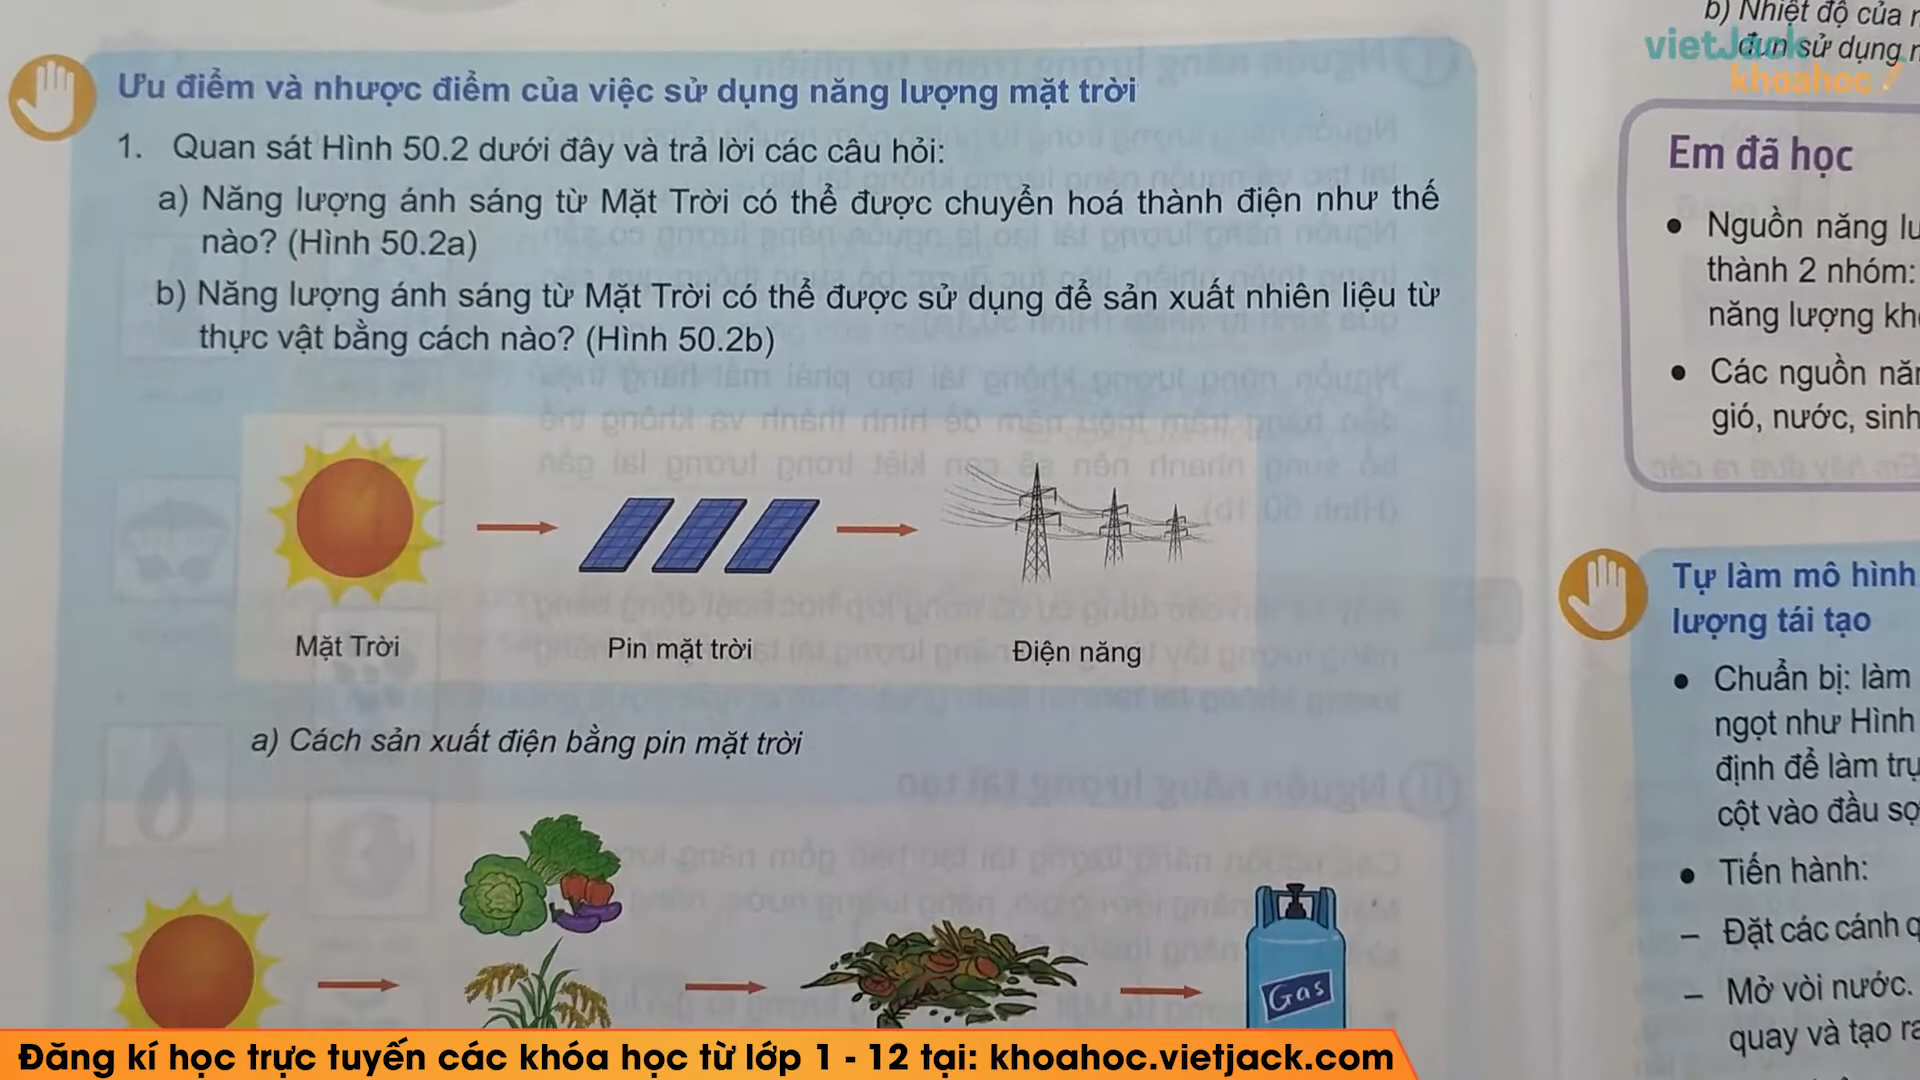 Ưu điểm và nhược điểm của việc sử dụng năng lượng mặt trời
1. Quan sát Hình 50.2 dưới đây và trả lời các câu hỏi:
a) Năng lượng ánh sáng từ Mặt Trời có thể được chuyển hoá thành điện như thế
nào? (Hình 50.2a)
b) Năng lượng ánh sáng từ Mặt Trời có thể được sử dụng để sản xuất nhiên liệu từ
thực vật bằng cách nào? (Hình 50.2b)
Mặt Trời
Pin mặt trời
Điện năng
a) Cách sản xuất điện bằng pin mặt trời
Gas
b) Nhiệt độ của
đun sử dụng
vietJack
khoahoc
Em đã học
• Nguồn năng
thành 2 nhóm:
năng lượng
• Các nguồn
gió, nước, sinh
Tự làm mô hình
lượng tái tạo
• Chuẩn bị: làm
ngọt như Hình
định để làm
cột vào đầu
• Tiến hành:
– Đặt các cánh
– Mở vòi nước.
quay và tạo
Đăng kí học trực tuyến các khóa học từ lớp 1 - 12 tại: khoahoc.vietjack.com